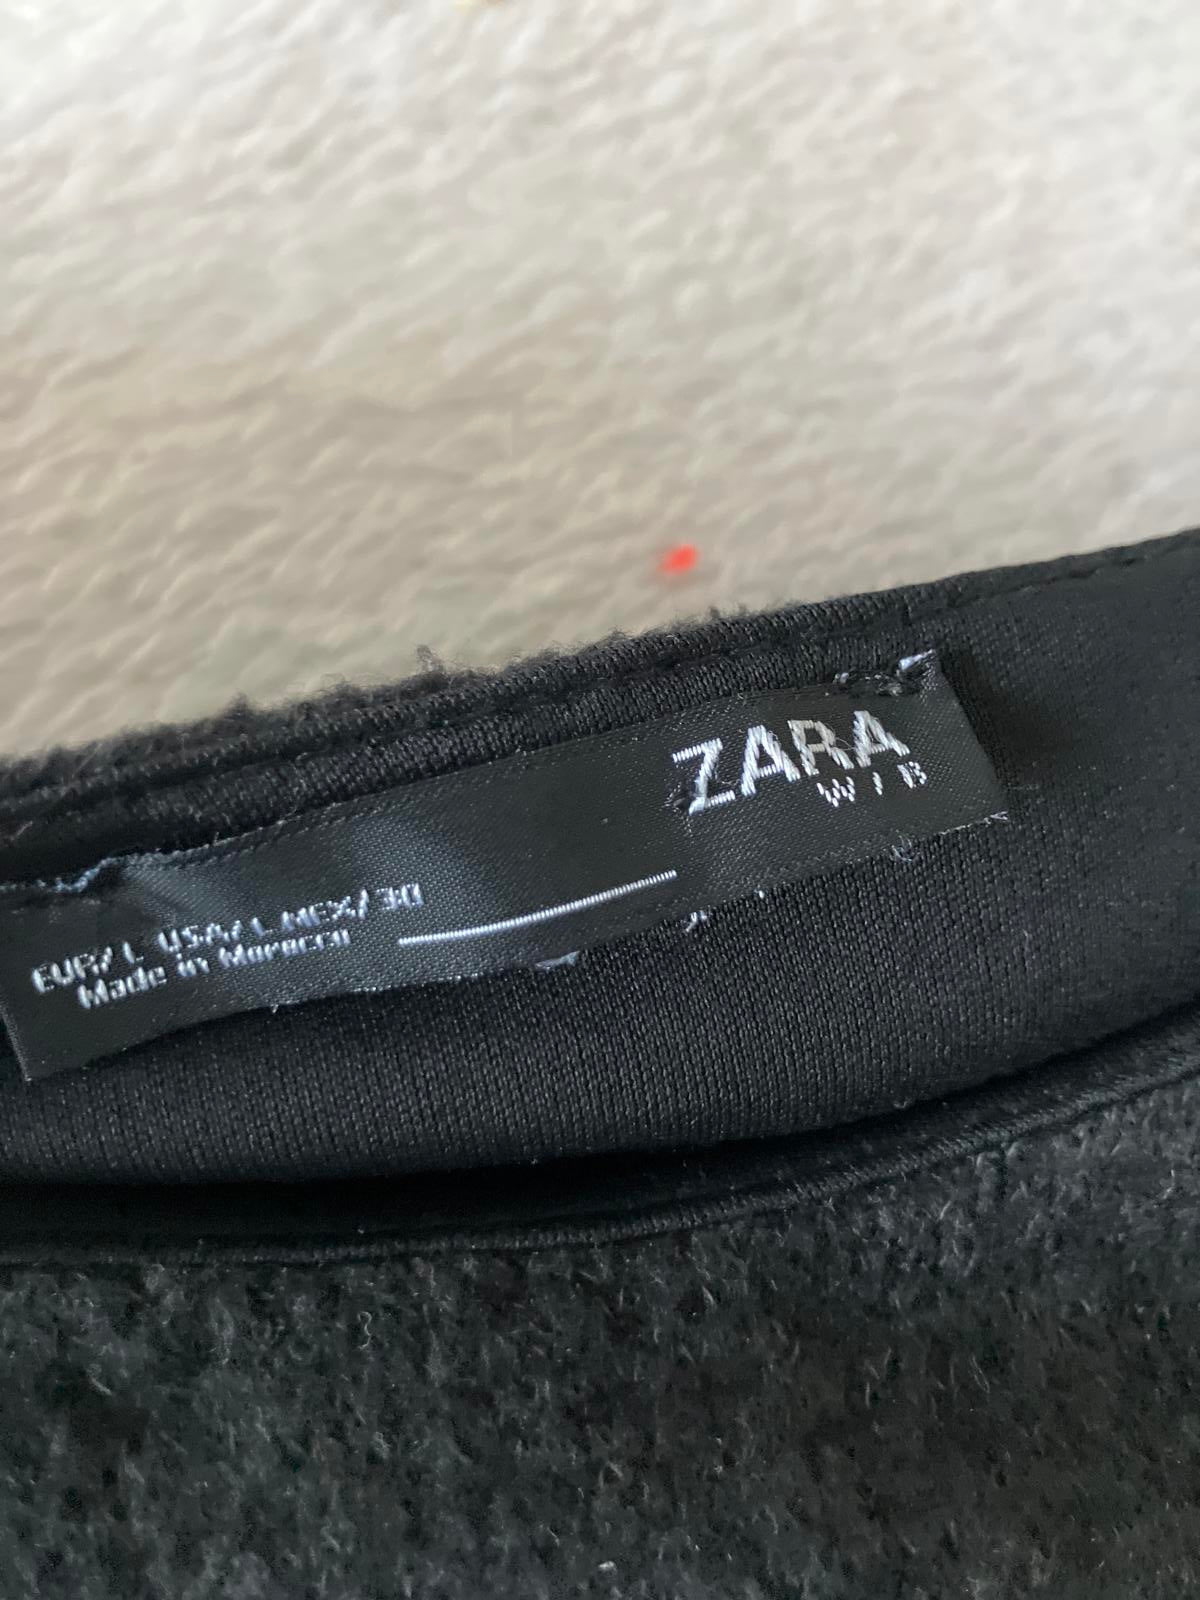 ZARA
W / B
EUR/ L USA/ L MEX/ 30
Made in Morocco